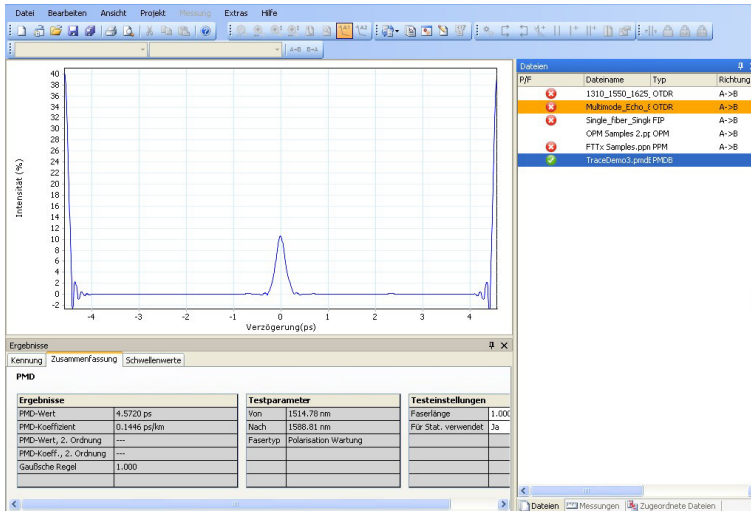 Datei Bearbeiten Ansicht Projekt Messung Extras Hilfe
A-B B-A
Dateien
P/F Dateiname Typ Richtung
1310_1550_1625_ OTDR A->B
Multimode_Echo_ OTDR A->B
Single_fiber_Singl FIP A->B
OPM Samples 2.pp OPM A->B
FTTx Samples.ppm PPM A->B
TraceDemo3.pmdb PMDB
Intensität (%)
40
38
36
34
32
30
28
26
24
22
20
18
16
14
12
10
8
6
4
2
0
-2
-4 -3 -2 -1 0 1 2 3 4
Verzögerung(ps)
Ergebnisse
Kennung Zusammenfassung Schwellenwerte
PMD
Ergebnisse Testparameter Testeinstellungen
PMD-Wert 4.5720 ps Von 1514.78 nm Faserlänge 1.000
PMD-Koeffizient 0.1446 ps/km Nach 1588.81 nm Für Stat. verwendet Ja
PMD-Wert, 2. Ordnung --- Fasertyp Polarisation Wartung
PMD-Koeff., 2. Ordnung ---
Gaußsche Regel 1.000
Dateien Messungen Zugeordnete Dateien